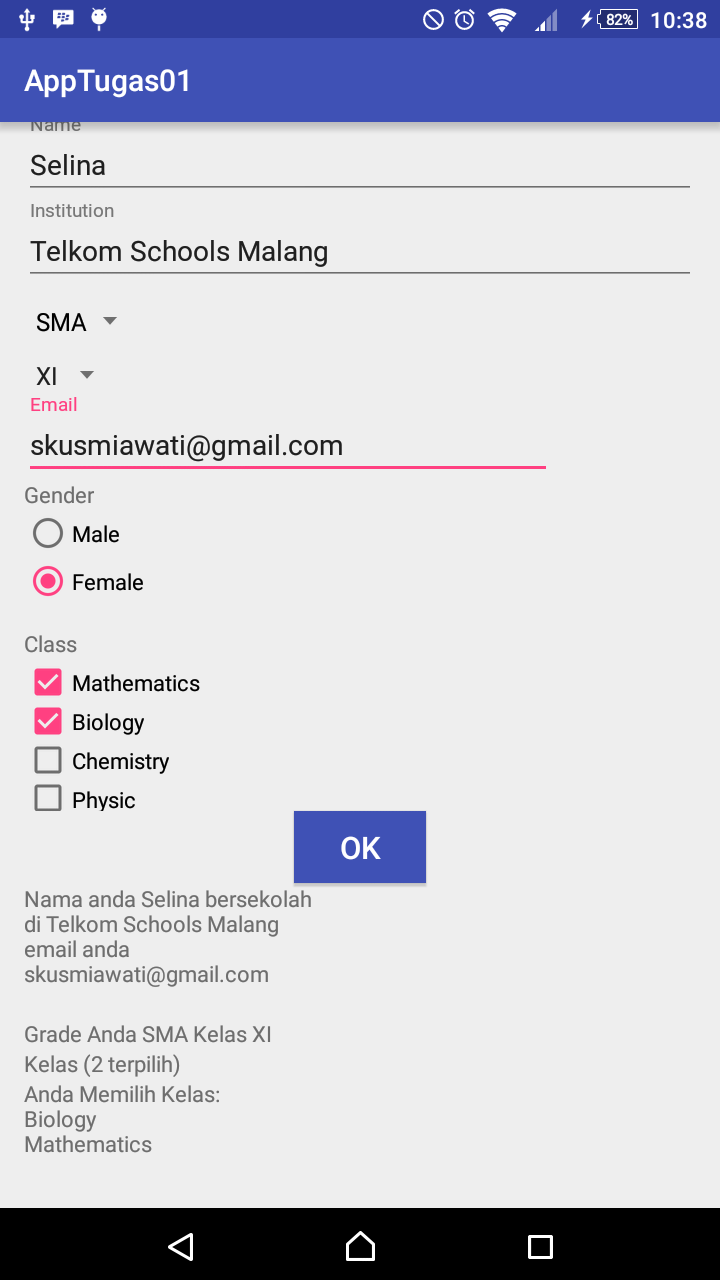 82% 10:38
AppTugas01
Name
Selina
Institution
Telkom Schools Malang
SMA
XI
Email
skusmiawati@gmail.com
Gender
Male
Female
Class
Mathematics
Biology
Chemistry
Physic
OK
Nama anda Selina bersekolah
di Telkom Schools Malang
email anda
skusmiawati@gmail.com
Grade Anda SMA Kelas XI
Kelas (2 terpilih)
Anda Memilih Kelas:
Biology
Mathematics